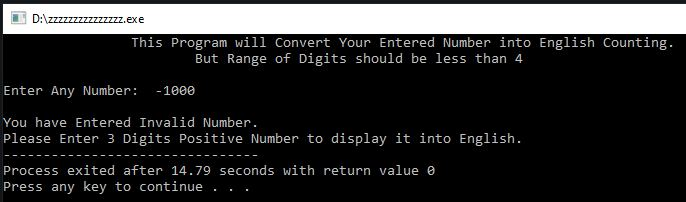 D:\zzzzzzzzzzzzzzz.exe
This Program will Convert Your Entered Number into English Counting.
But Range of Digits should be less than 4
Enter Any Number:  -1000
You have Entered Invalid Number.
Please Enter 3 Digits Positive Number to display it into English.
--------------------------------
Process exited after 14.79 seconds with return value 0
Press any key to continue . . .